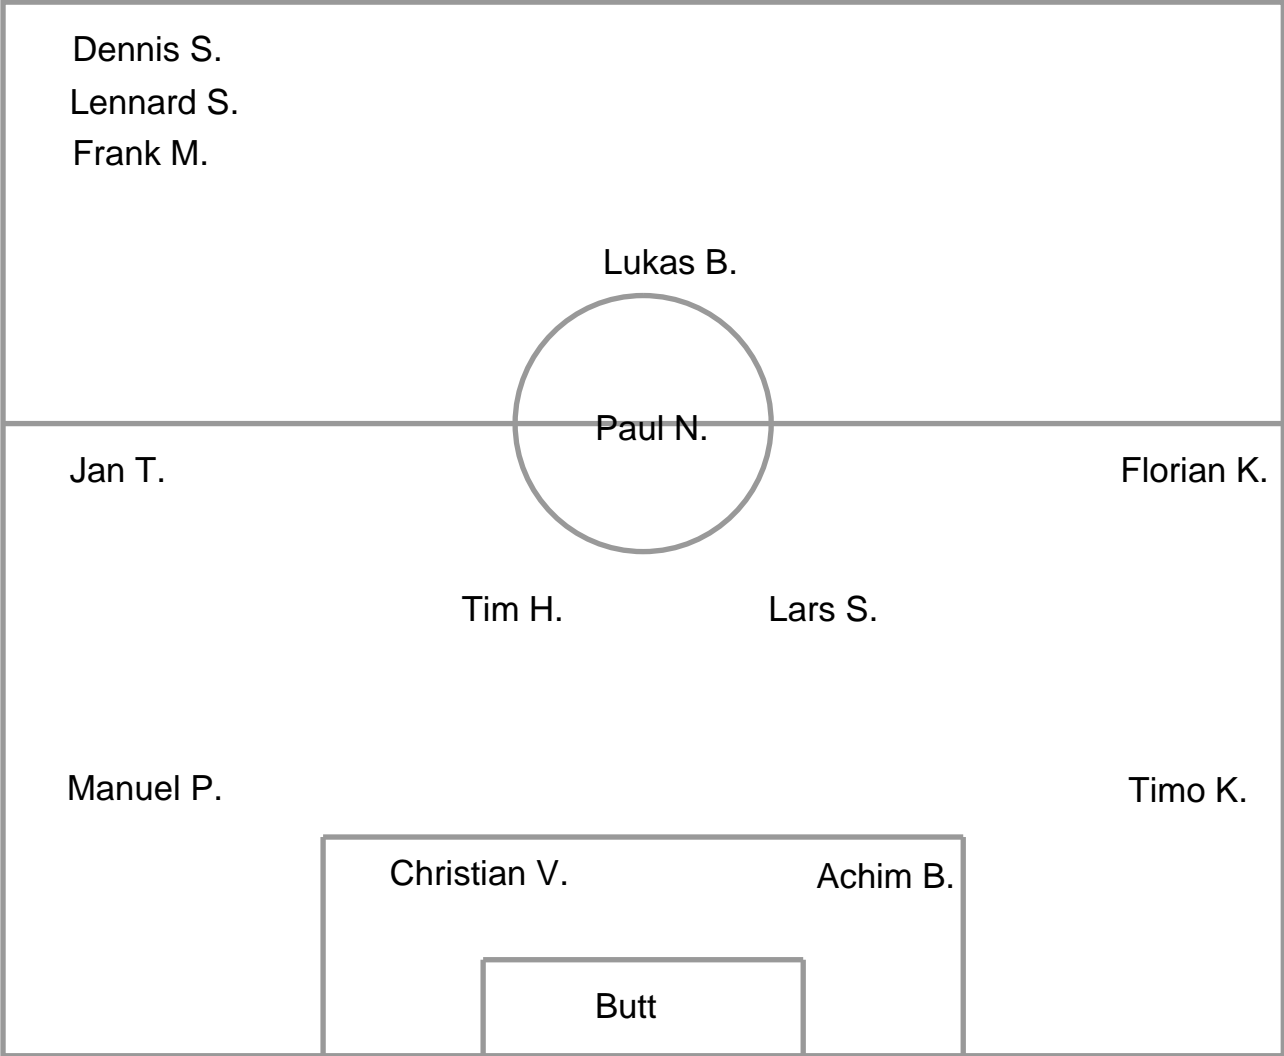 Dennis S.
Lennard S.
Frank M.
Lukas B.
Paul N.
Jan T.
Florian K.
Tim H.
Lars S.
Manuel P.
Timo K.
Christian V.
Achim B.
Butt